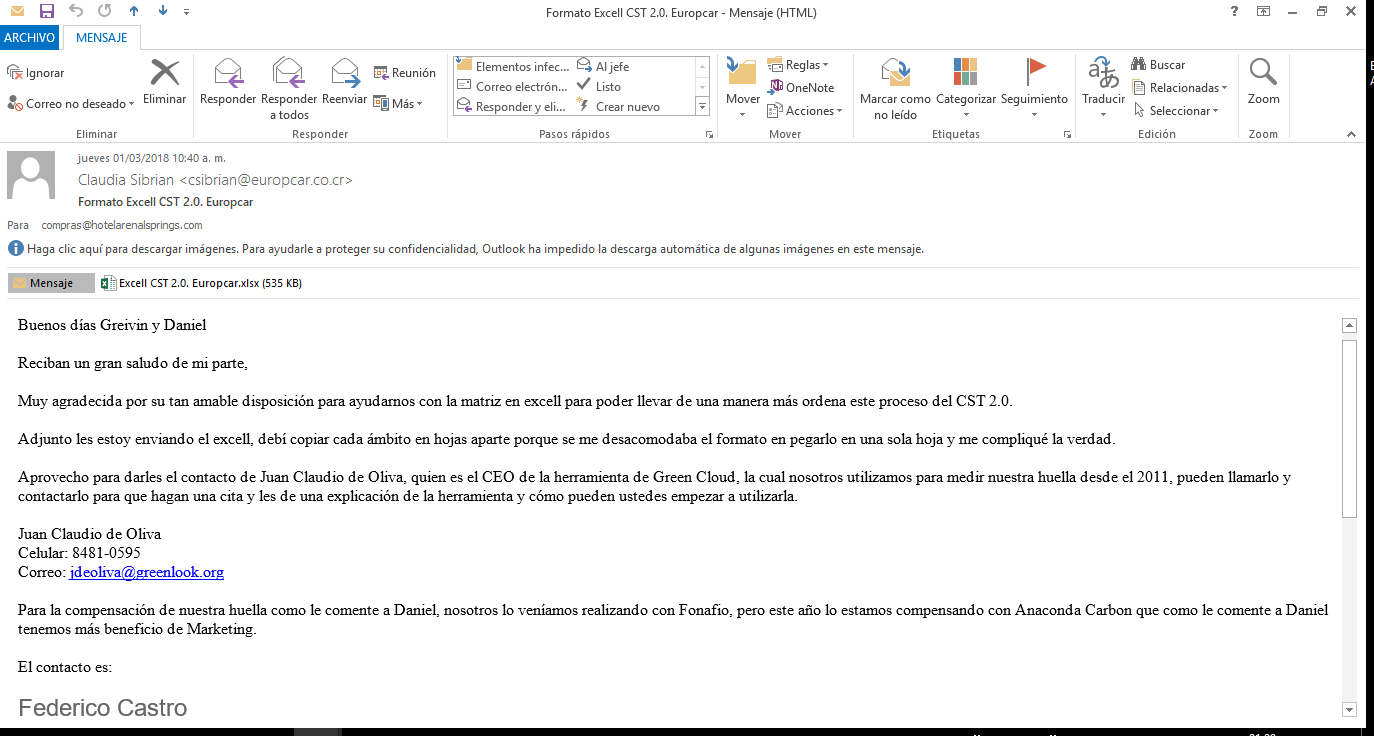 Formato Excell CST 2.0. Europcar - Mensaje (HTML)
ARCHIVO MENSAJE
Ignorar
Correo no deseado
Eliminar
Eliminar
Responder
Responder a todos
Reenviar
Reunión
Más
Responder
Elementos infec...
Correo electrón...
Responder y eli...
Al jefe
Listo
Crear nuevo
Pasos rápidos
Mover
Reglas
OneNote
Acciones
Mover
Marcar como no leído
Categorizar
Seguimiento
Etiquetas
Traducir
Buscar
Relacionadas
Seleccionar
Edición
Zoom
Zoom
jueves 01/03/2018 10:40 a. m.
Claudia Sibrian <csibrian@europcar.co.cr>
Formato Excell CST 2.0. Europcar
Para compras@hotelarenalsprings.com
Haga clic aquí para descargar imágenes. Para ayudarle a proteger su confidencialidad, Outlook ha impedido la descarga automática de algunas imágenes en este mensaje.
Mensaje Excell CST 2.0. Europcar.xlsx (535 KB)
Buenos días Greivin y Daniel
Reciban un gran saludo de mi parte,
Muy agradecida por su tan amable disposición para ayudarnos con la matriz en excell para poder llevar de una manera más ordena este proceso del CST 2.0.
Adjunto les estoy enviando el excell, debí copiar cada ámbito en hojas aparte porque se me desacomodaba el formato en pegarlo en una sola hoja y me compliqué la verdad.
Aprovecho para darles el contacto de Juan Claudio de Oliva, quien es el CEO de la herramienta de Green Cloud, la cual nosotros utilizamos para medir nuestra huella desde el 2011, pueden llamarlo y
contactarlo para que hagan una cita y les de una explicación de la herramienta y cómo pueden ustedes empezar a utilizarla.
Juan Claudio de Oliva
Celular: 8481-0595
Correo: jdeoliva@greenlook.org
Para la compensación de nuestra huella como le comente a Daniel, nosotros lo veníamos realizando con Fonafio, pero este año lo estamos compensando con Anaconda Carbon que como le comente a Daniel
tenemos más beneficio de Marketing.
El contacto es:
Federico Castro